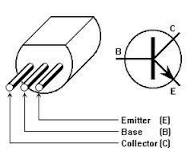 C
B
E
Emitter (E)
Base (B)
Collector (C)